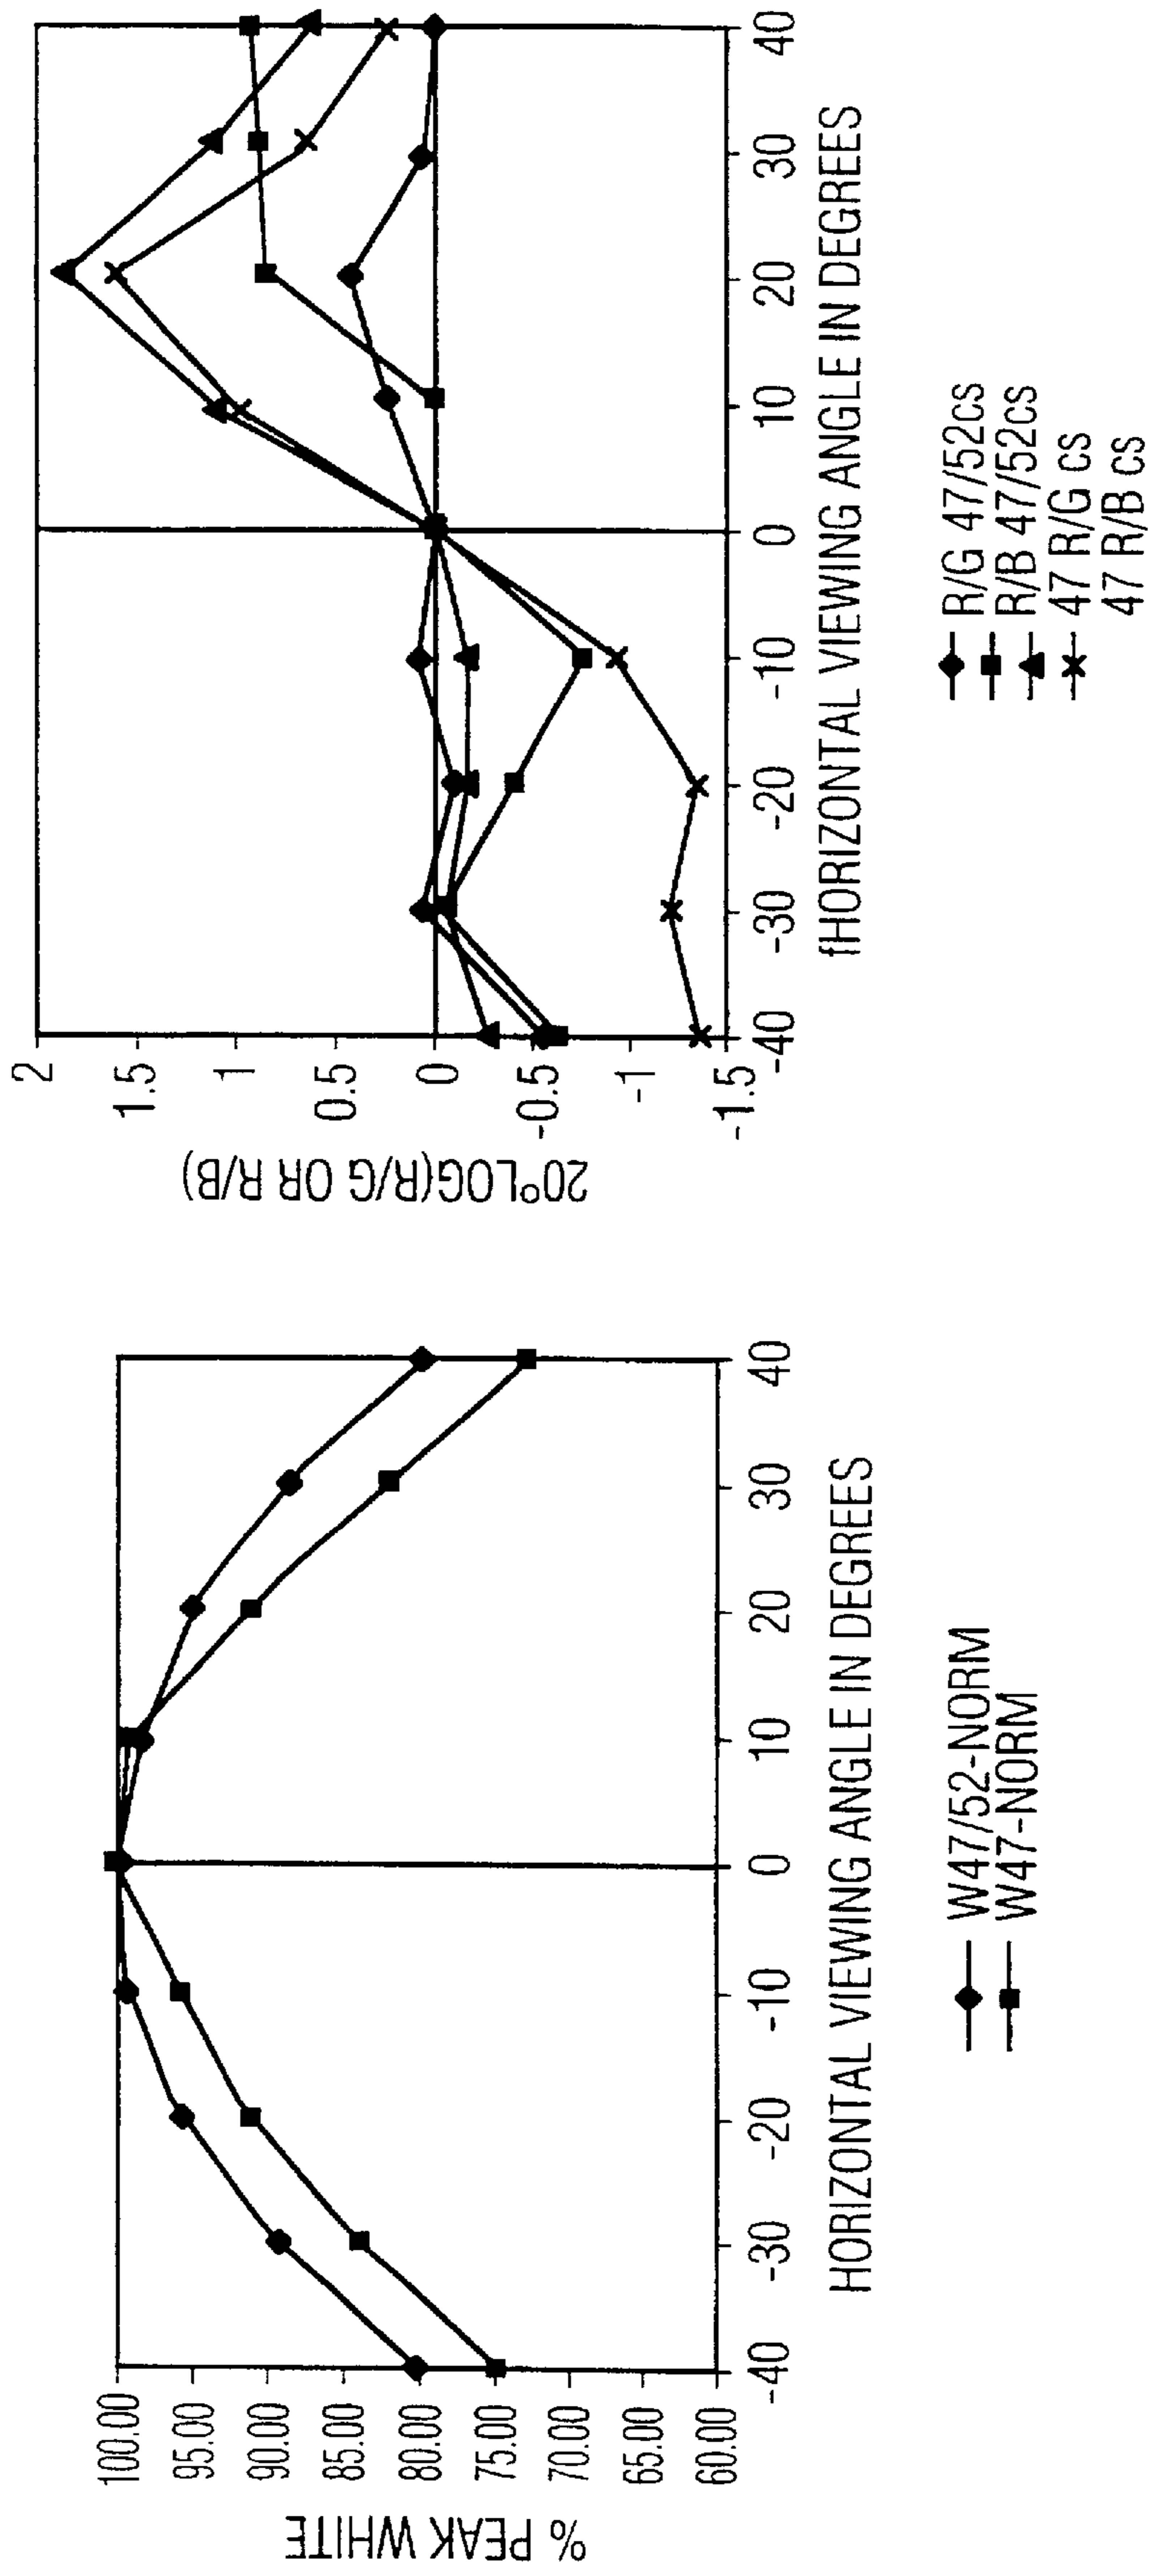 % PEAK WHITE
100.00
95.00
90.00
85.00
80.00
75.00
70.00
65.00
60.00
-40 -30 -20 -10 0 10 20 30 40
HORIZONTAL VIEWING ANGLE IN DEGREES
W47/52-NORM
W47-NORM
20°LOG(R/G OR R/B)
2
1.5
1
0.5
0
-0.5
-1
-1.5
-40 -30 -20 -10 0 10 20 30 40
fHORIZONTAL VIEWING ANGLE IN DEGREES
R/G 47/52cs
R/B 47/52cs
47 R/G cs
47 R/B cs